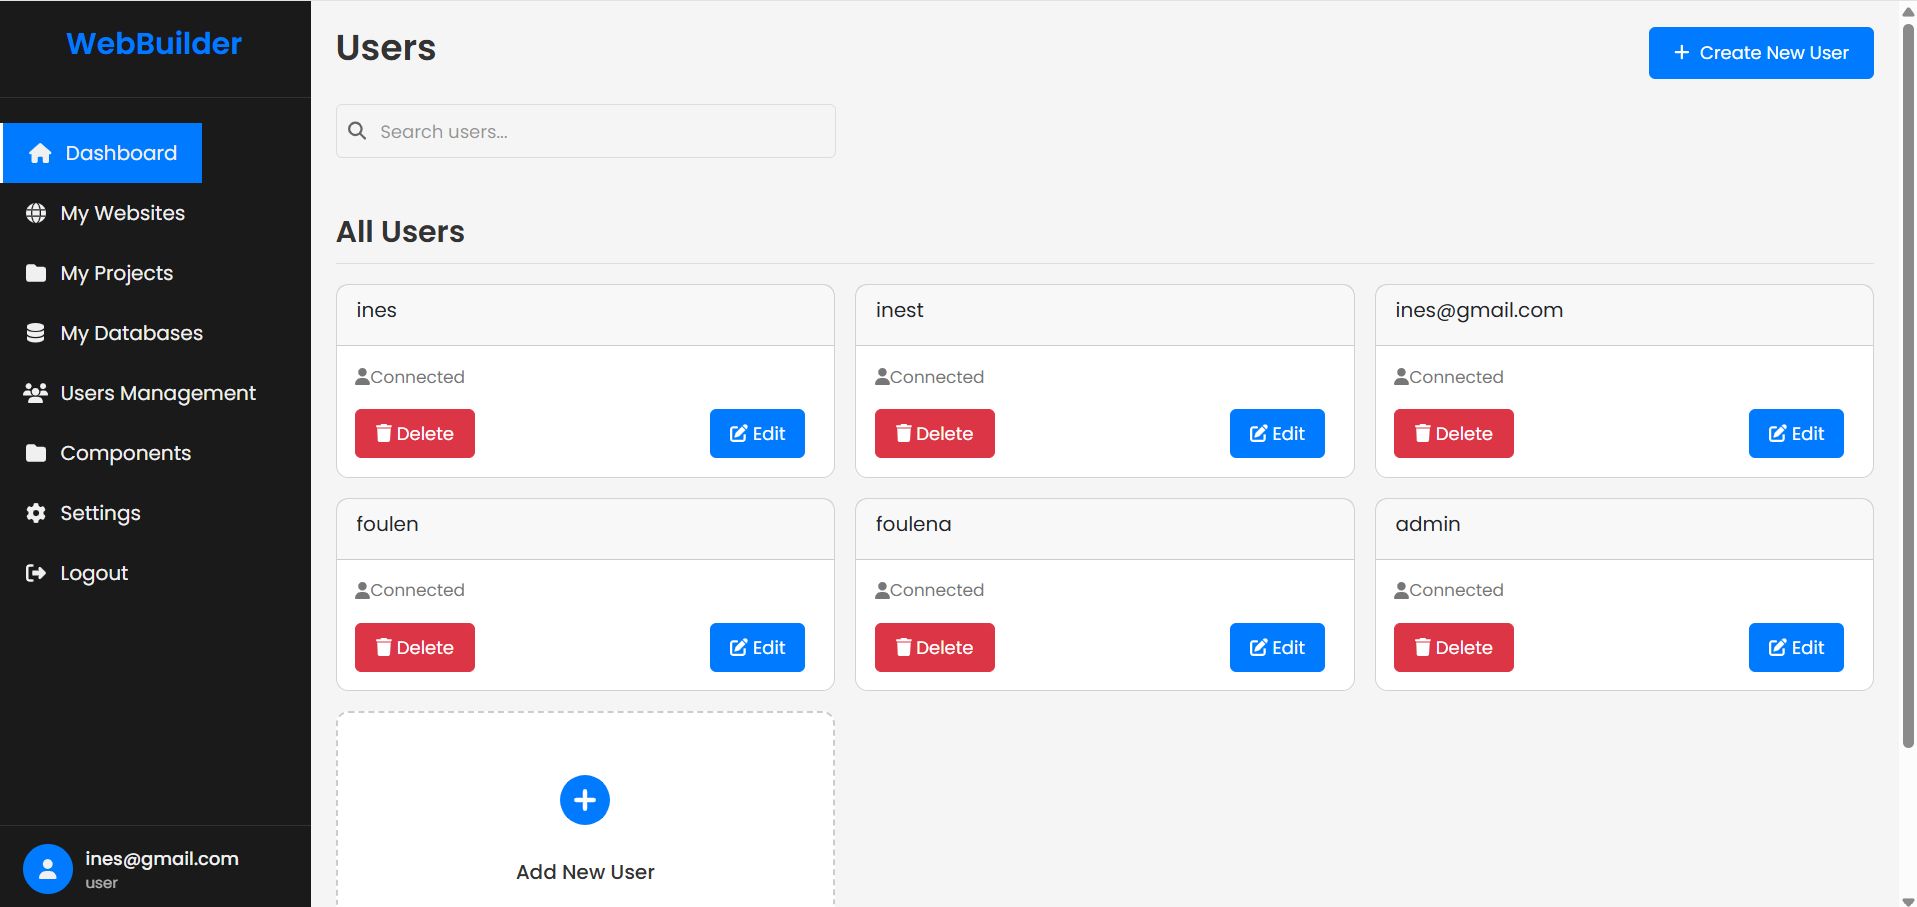 WebBuilder
Dashboard
My Websites
My Projects
My Databases
Users Management
Components
Settings
Logout
ines@gmail.com
user
Users
Create New User
Search users...
All Users
ines
Connected
Delete
Edit
inest
Connected
Delete
Edit
ines@gmail.com
Connected
Delete
Edit
foulen
Connected
Delete
Edit
foulena
Connected
Delete
Edit
admin
Connected
Delete
Edit
Add New User